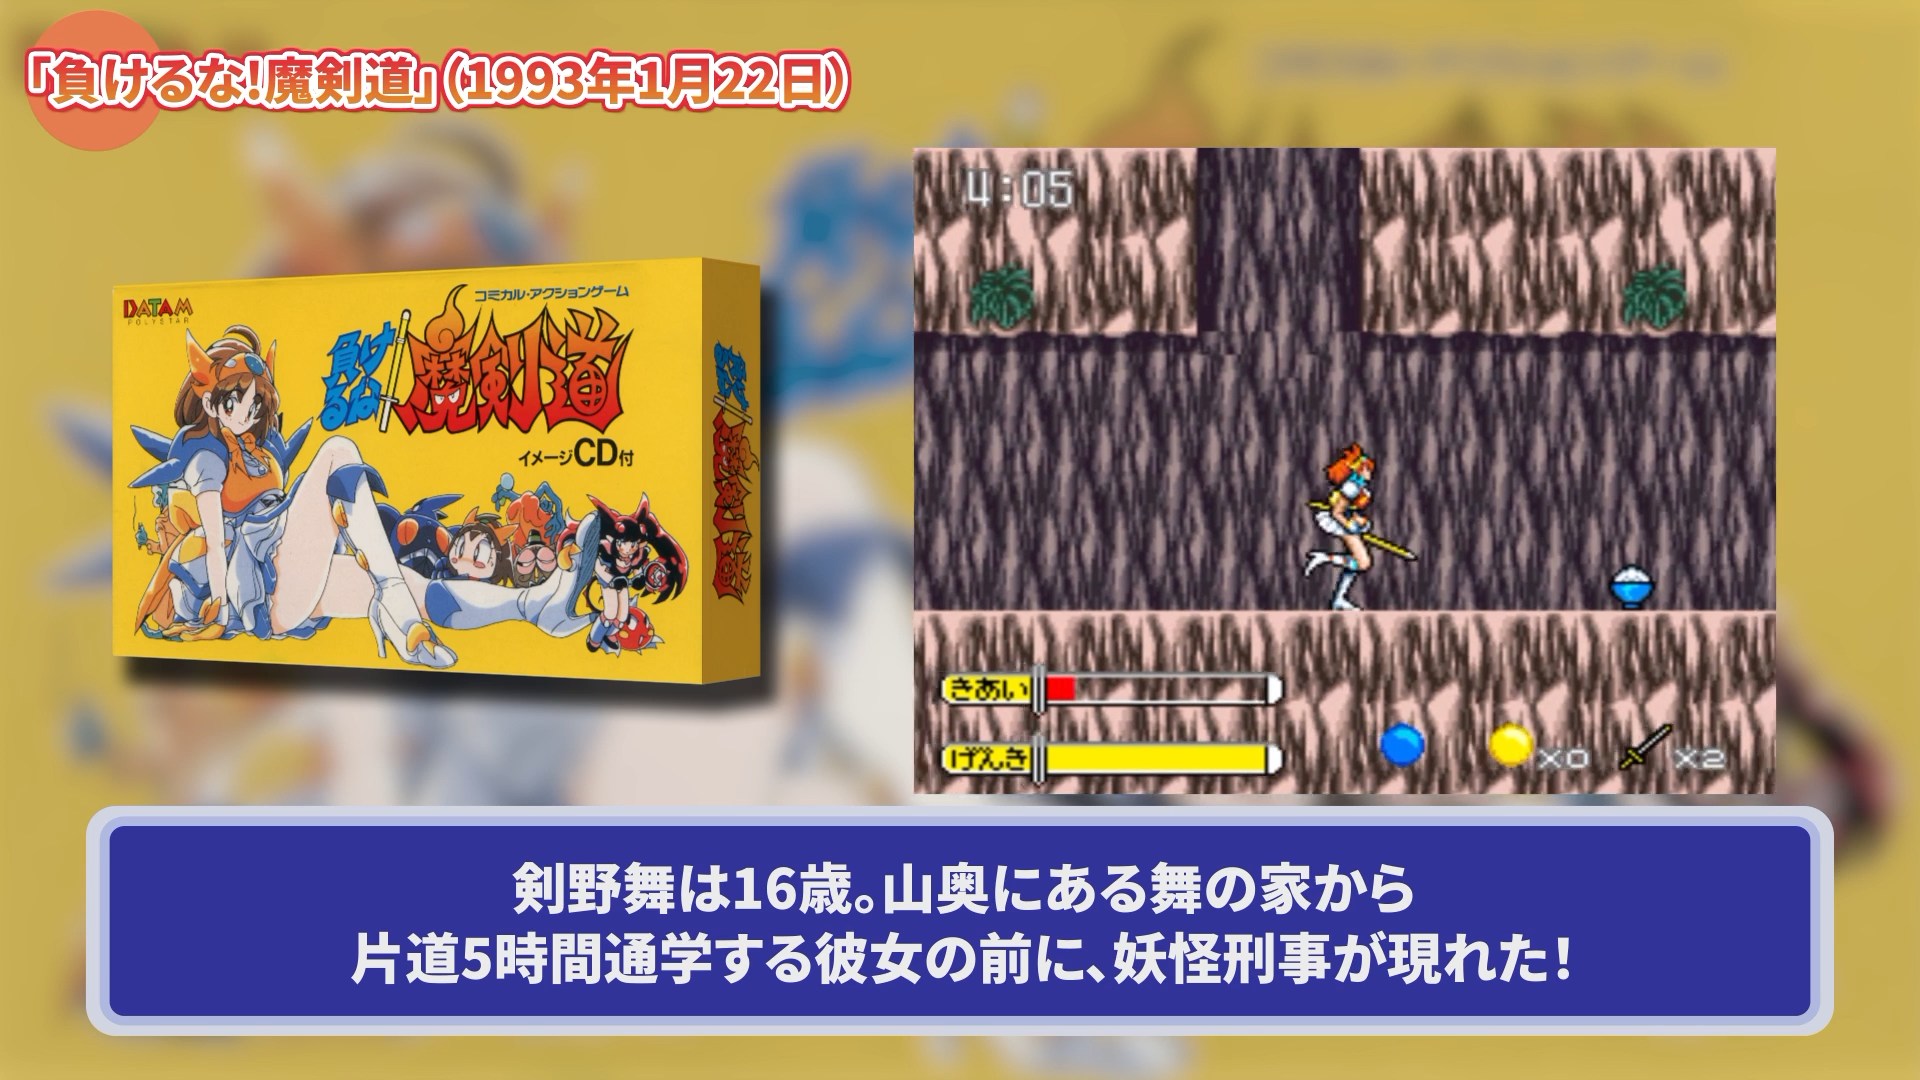 「負けるな!魔剣道」(1993年1月22日)
DATAM
POLYSTAR
コミカル・アクションゲーム
負けるな!
魔剣道
イメージCD付
負けるな!魔剣道
4:05
きあい
げんき
×0 ×2
剣野舞は16歳。山奥にある舞の家から
片道5時間通学する彼女の前に、妖怪刑事が現れた!